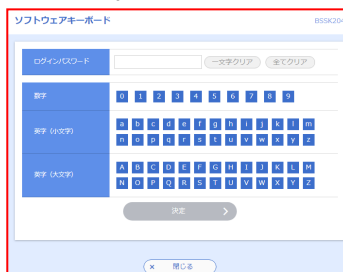 ソフトウェアキーボード
BSSK204
ログインパスワード
一文字クリア 全てクリア
数字
0 1 2 3 4 5 6 7 8 9
英字 (小文字)
a b c d e f g h i j k l m
n o p q r s t u v w x y z
英字 (大文字)
A B C D E F G H I J K L M
N O P Q R S T U V W X Y Z
決定
× 閉じる